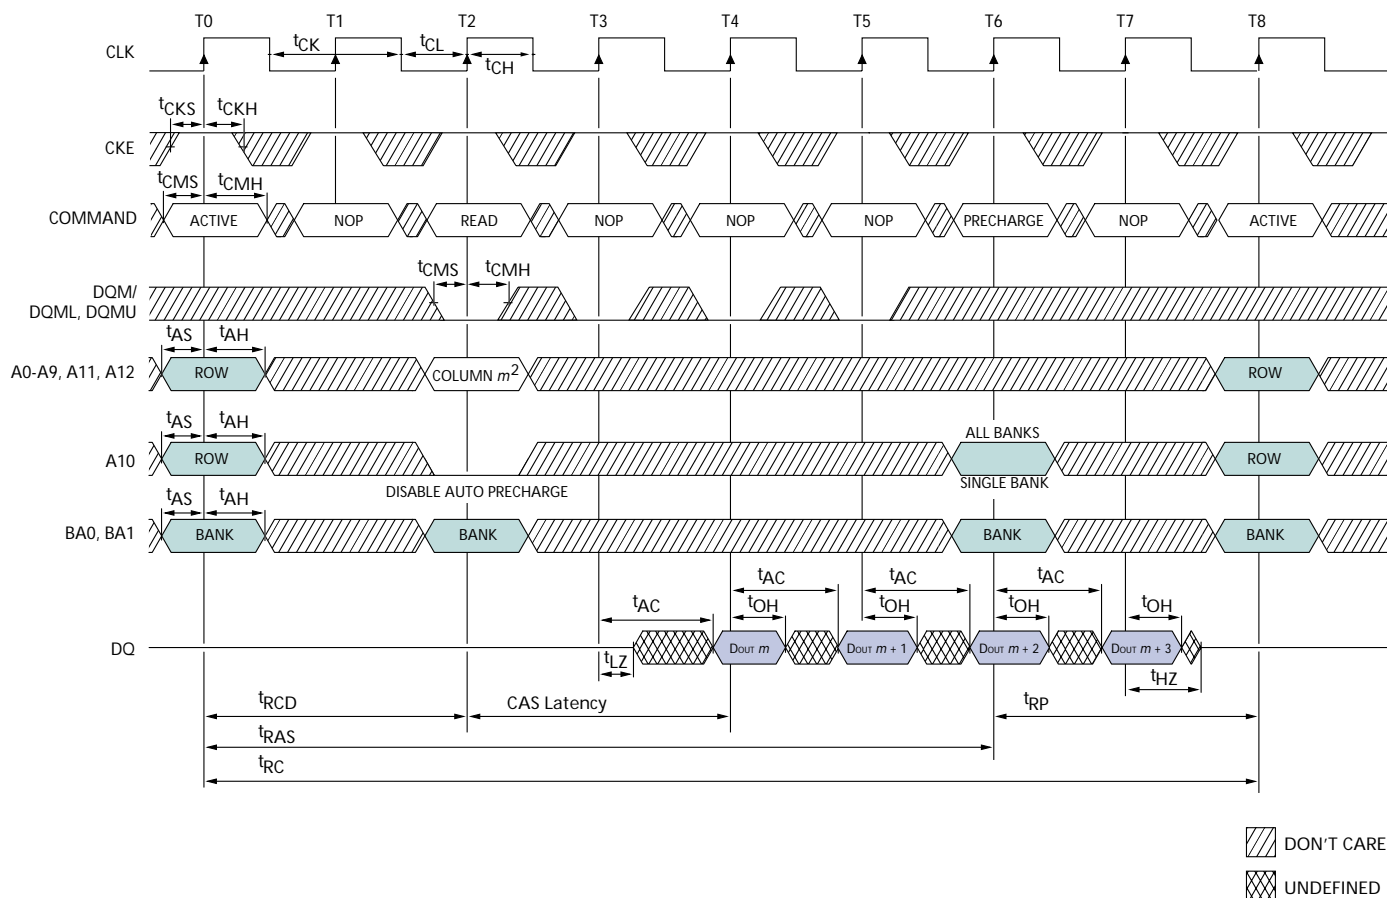 T0 T1 T2 T3 T4 T5 T6 T7 T8
CLK tCK tCL tCH
tCKS tCKH
CKE
tCMS tCMH
COMMAND ACTIVE NOP READ NOP NOP NOP PRECHARGE NOP ACTIVE
tCMS tCMH
DQM/
DQML, DQMU
tAS tAH
A0-A9, A11, A12 ROW COLUMN m2 ROW
tAS tAH ALL BANKS
A10 ROW ROW
DISABLE AUTO PRECHARGE SINGLE BANK
tAS tAH
BA0, BA1 BANK BANK BANK BANK
tAC tAC tAC
tAC tOH tOH tOH tOH
DQ DOUT m DOUT m + 1 DOUT m + 2 DOUT m + 3
tLZ tHZ
tRCD CAS Latency tRP
tRAS
tRC
DON'T CARE
UNDEFINED